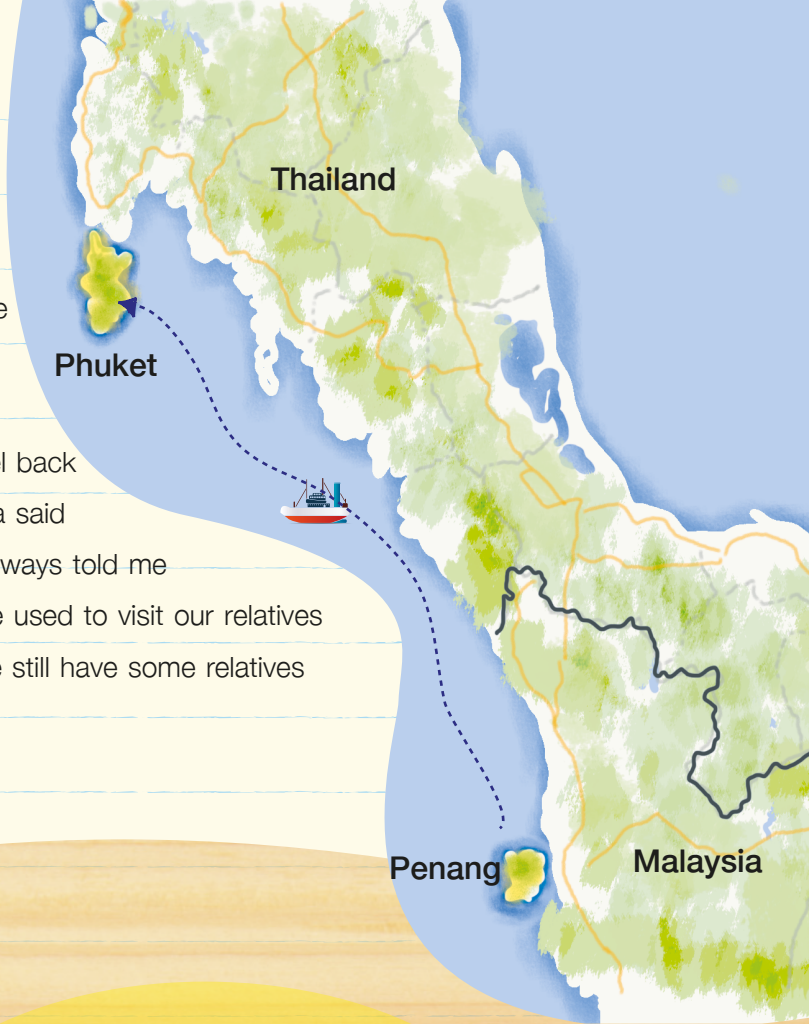 Thailand
e
Phuket
l back
a said
ways told me
e used to visit our relatives
e still have some relatives
Penang
Malaysia